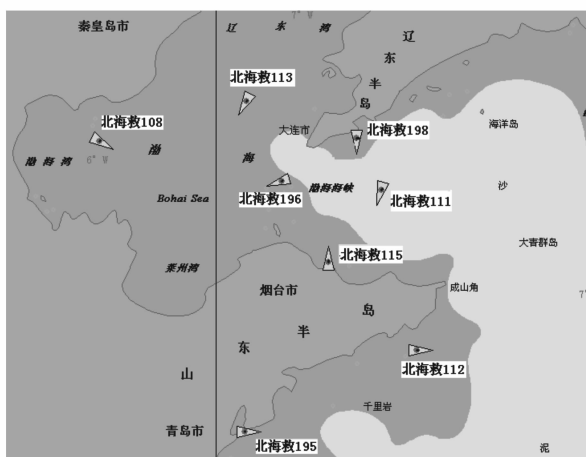 秦皇岛市
辽 东 湾
辽
东
半
岛
北海救113
北海救108
大连市
北海救198
海洋岛
渤海湾
6° W
渤
海
北海救196
渤海海峡
北海救111
沙
Bohai Sea
大青群岛
北海救115
莱州湾
烟台市
成山角
岛
半
东
北海救112
山
千里岩
青岛市
北海救195
泥